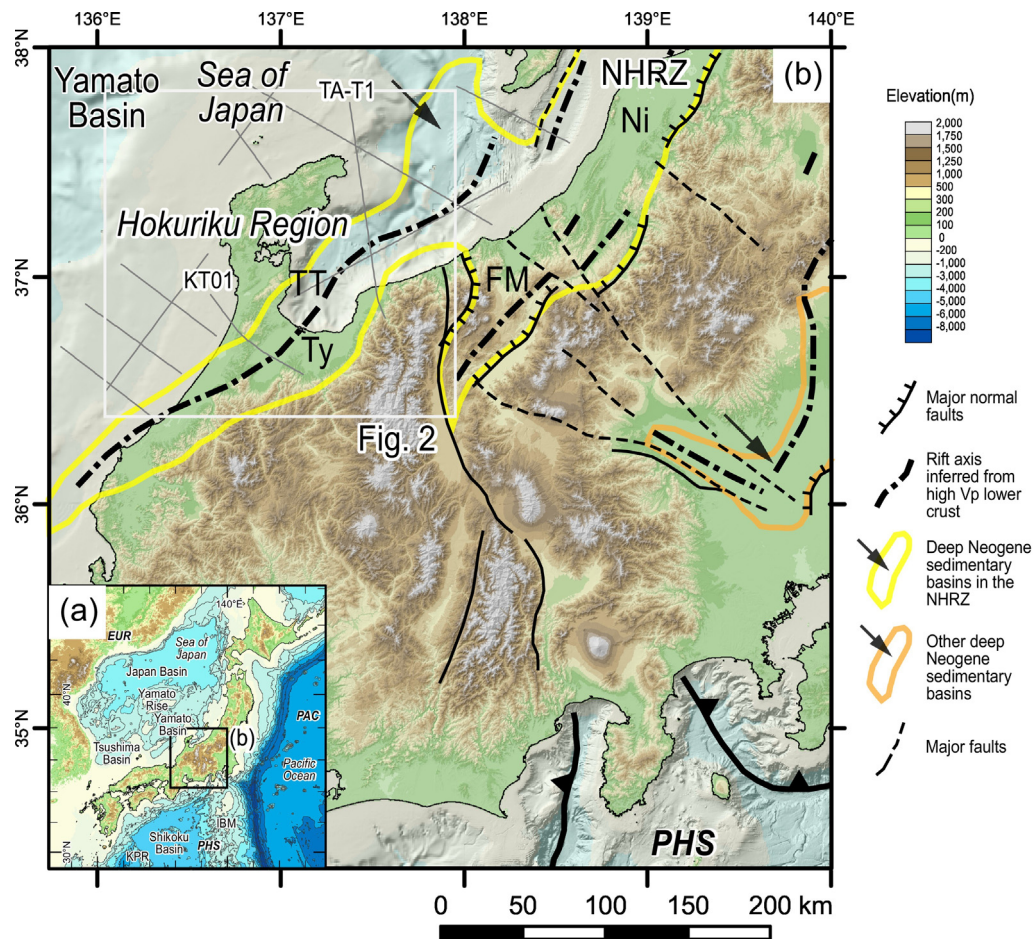 136°E
137°E
138°E
139°E
140°E
38°N
37°N
36°N
35°N
(b)
Yamato
Basin
Sea of
Japan
TA-T1
NHRZ
Ni
Hokuriku Region
KT01
TT
FM
Ty
Fig. 2
PHS
(a)
140°E
EUR
Sea of
Japan
Japan Basin
40°N
Yamato
Rise
Yamato
Basin
(b)
PAC
Tsushima
Basin
Pacific
Ocean
IBM
Shikoku
Basin
PHS
KPR
30°N
0 50 100 150 200 km
Elevation(m)
2,000
1,750
1,500
1,250
1,000
500
300
200
100
0
-200
-1,000
-3,000
-4,000
-6,000
-8,000
Major normal
faults
Rift axis
inferred from
high Vp lower
crust
Deep Neogene
sedimentary
basins in the
NHRZ
Other deep
Neogene
sedimentary
basins
Major faults